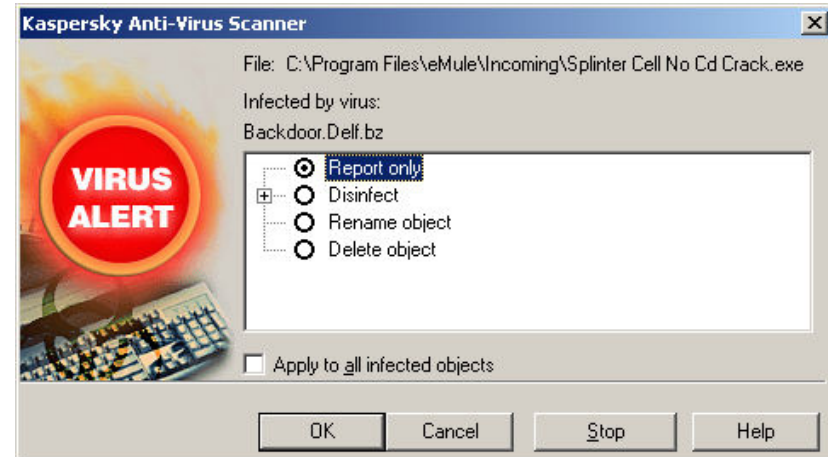 Kaspersky Anti-Virus Scanner
File: C:\Program Files\eMule\Incoming\Splinter Cell No Cd Crack.exe
Infected by virus:
Backdoor.Delf.bz
VIRUS
ALERT
Report only
Disinfect
Rename object
Delete object
Apply to all infected objects
OK
Cancel
Stop
Help